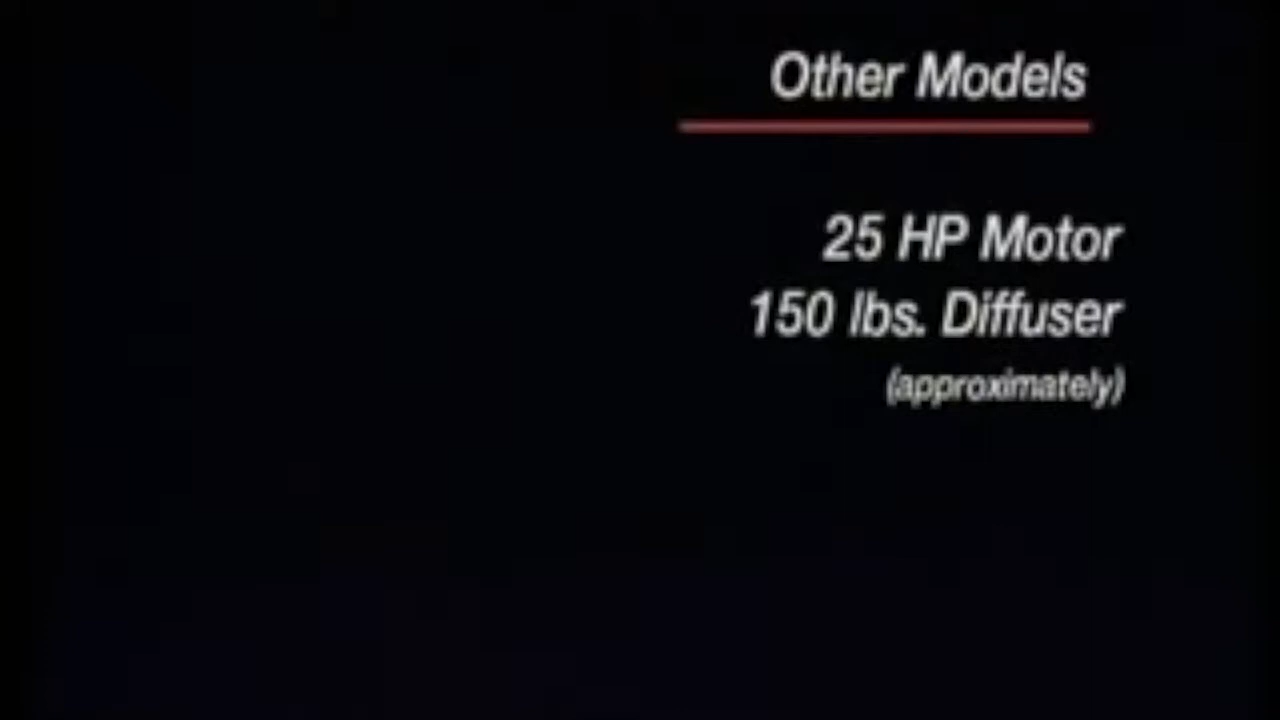 Other Models
25 HP Motor
150 lbs. Diffuser
(approximately)